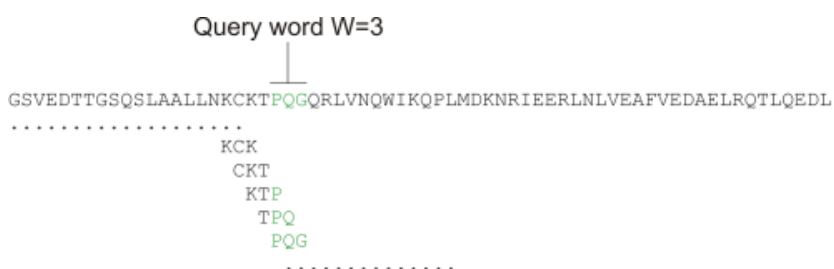 Query word W=3
GSVEDTTGSQSLAALLNKCKTPQGQRLVNQWIKQPLMDKNRIEERLNLVEAFVEDAELRQTLQEDL
...................
KCK
CKT
KTP
TPQ
PQG
..............